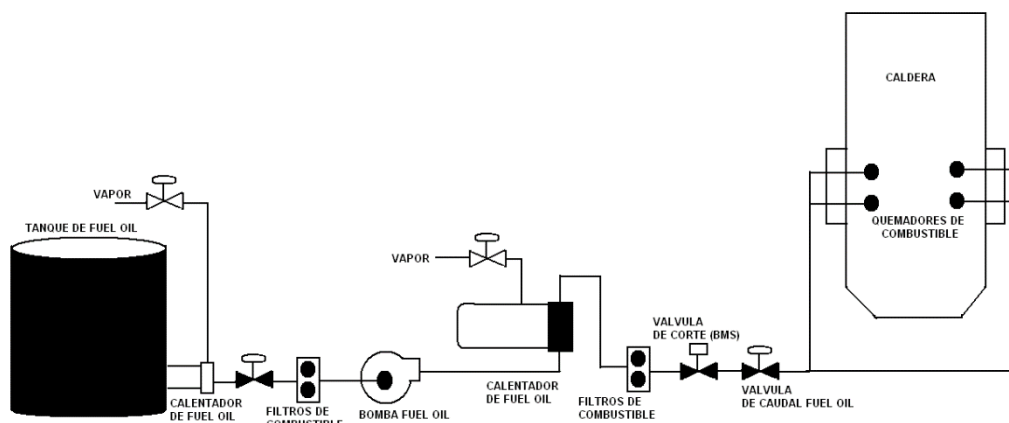 CALDERA
VAPOR
TANQUE DE FUEL OIL
QUEMADORES DE
COMBUSTIBLE
VAPOR
VALVULA
DE CORTE (BMS)
CALENTADOR
DE FUEL OIL
FILTROS DE
COMBUSTIBLE
BOMBA FUEL OIL
CALENTADOR
DE FUEL OIL
FILTROS DE
COMBUSTIBLE
VALVULA
DE CAUDAL FUEL OIL